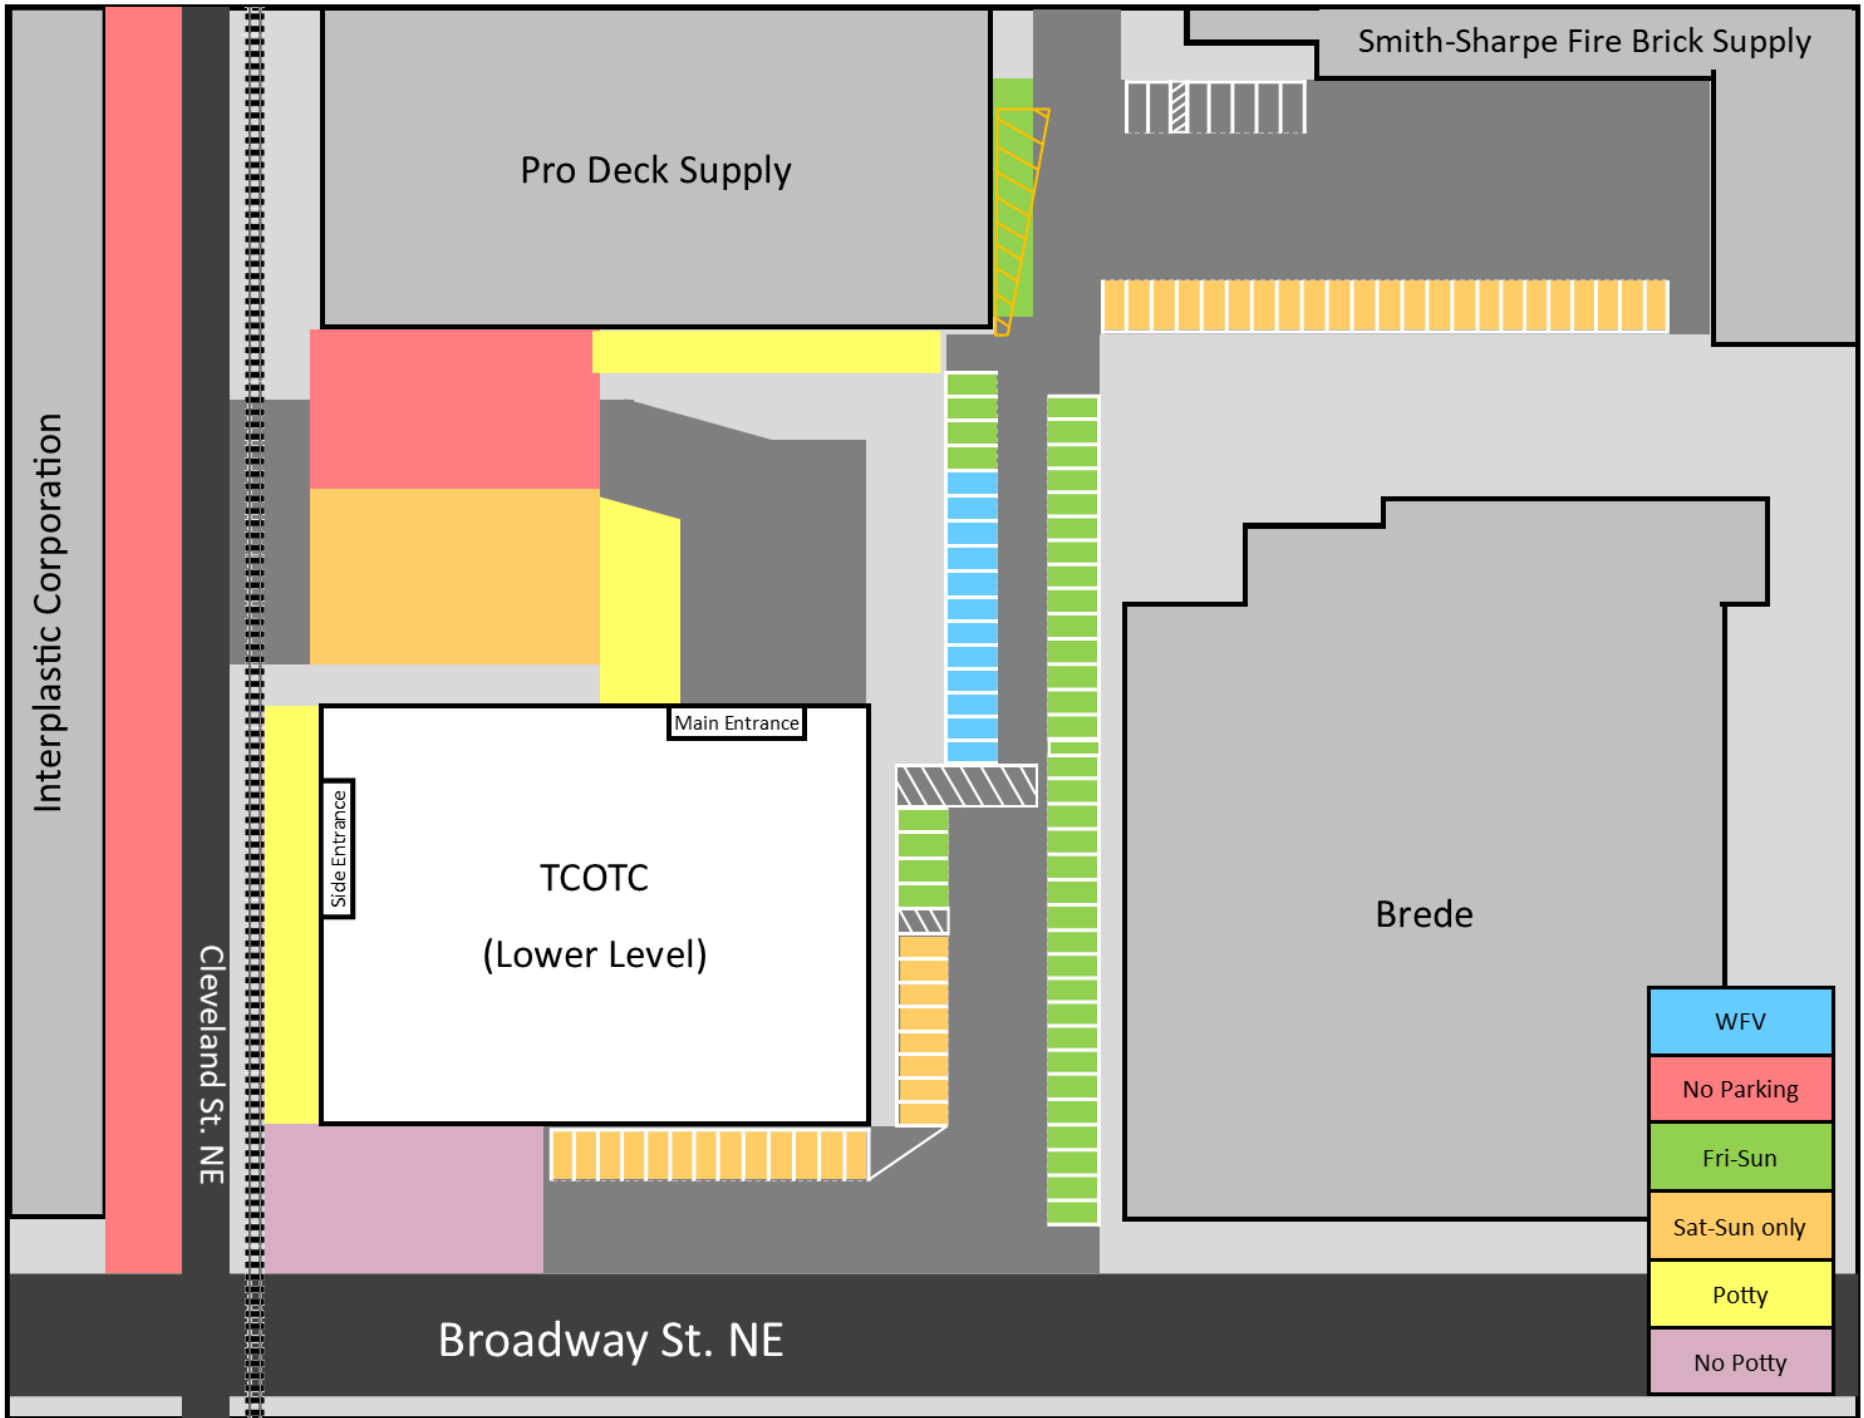 Smith-Sharpe Fire Brick Supply
Pro Deck Supply
Interplastic Corporation
Main Entrance
Side Entrance
TCOTC
(Lower Level)
Brede
Cleveland St. NE
WFV
No Parking
Fri-Sun
Sat-Sun only
Potty
No Potty
Broadway St. NE